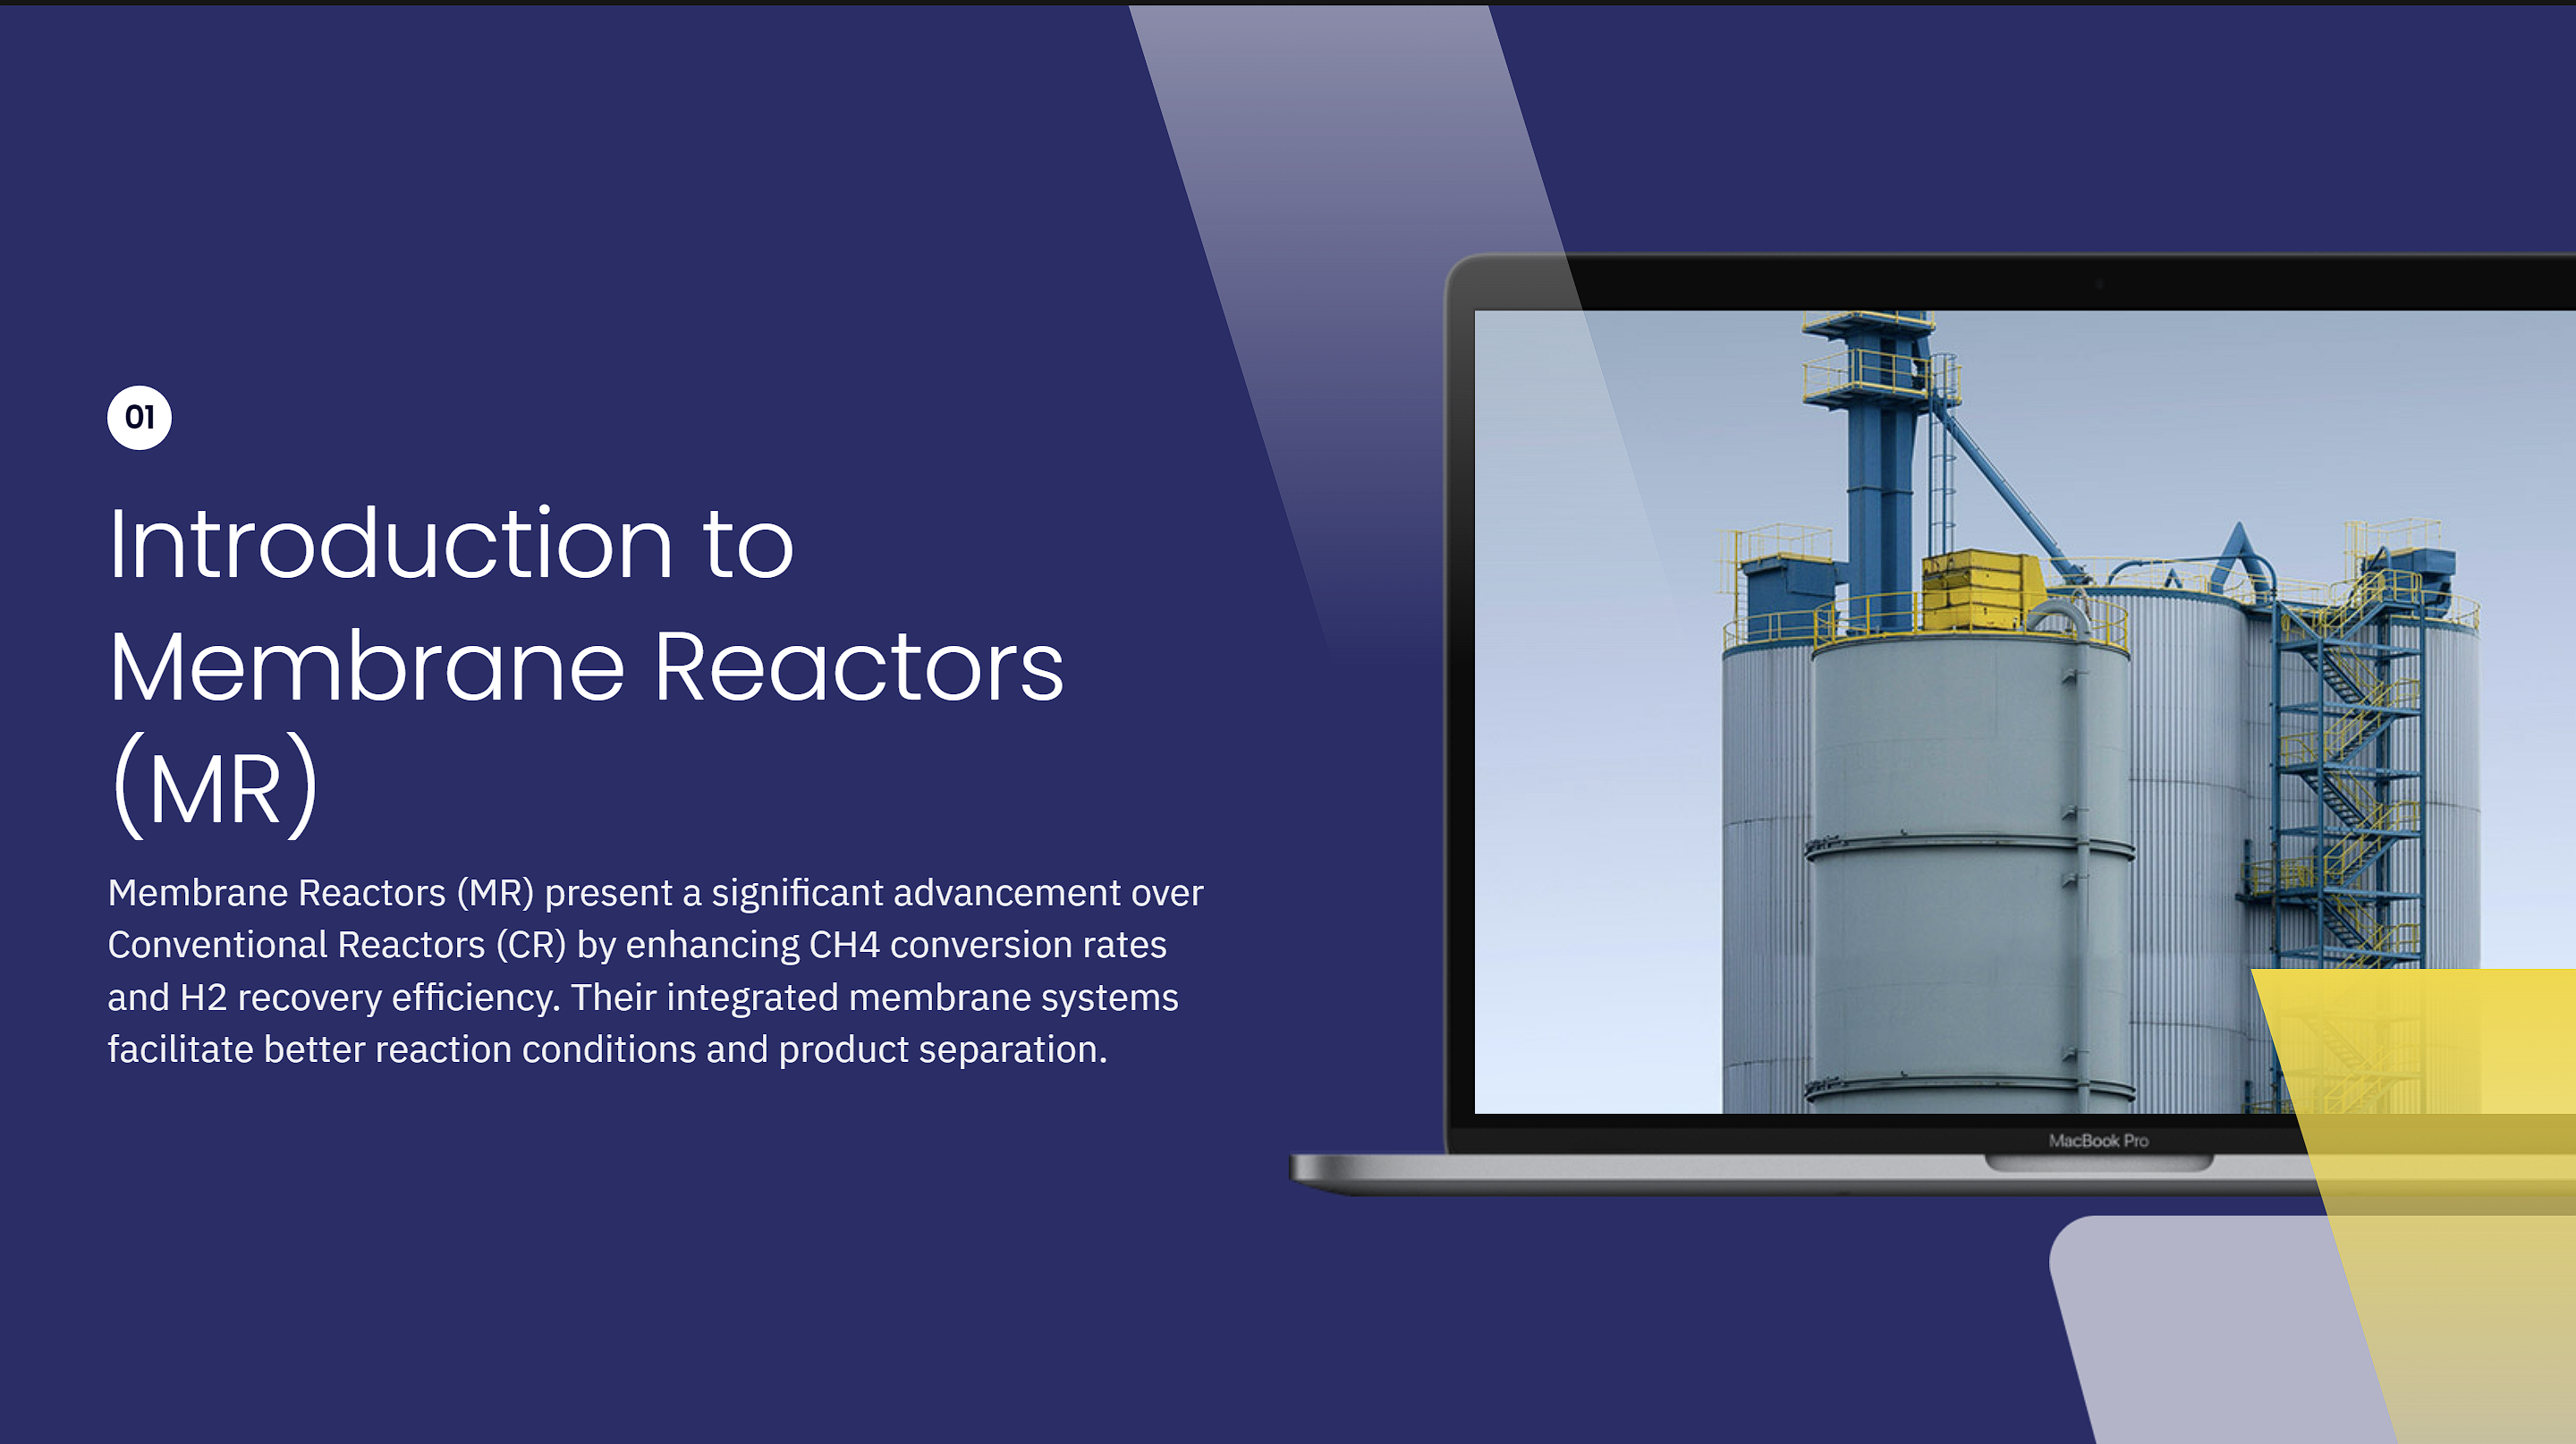 01
Introduction to
Membrane Reactors
(MR)
Membrane Reactors (MR) present a significant advancement over
Conventional Reactors (CR) by enhancing CH4 conversion rates
and H2 recovery efficiency. Their integrated membrane systems
facilitate better reaction conditions and product separation.
MacBook Pro